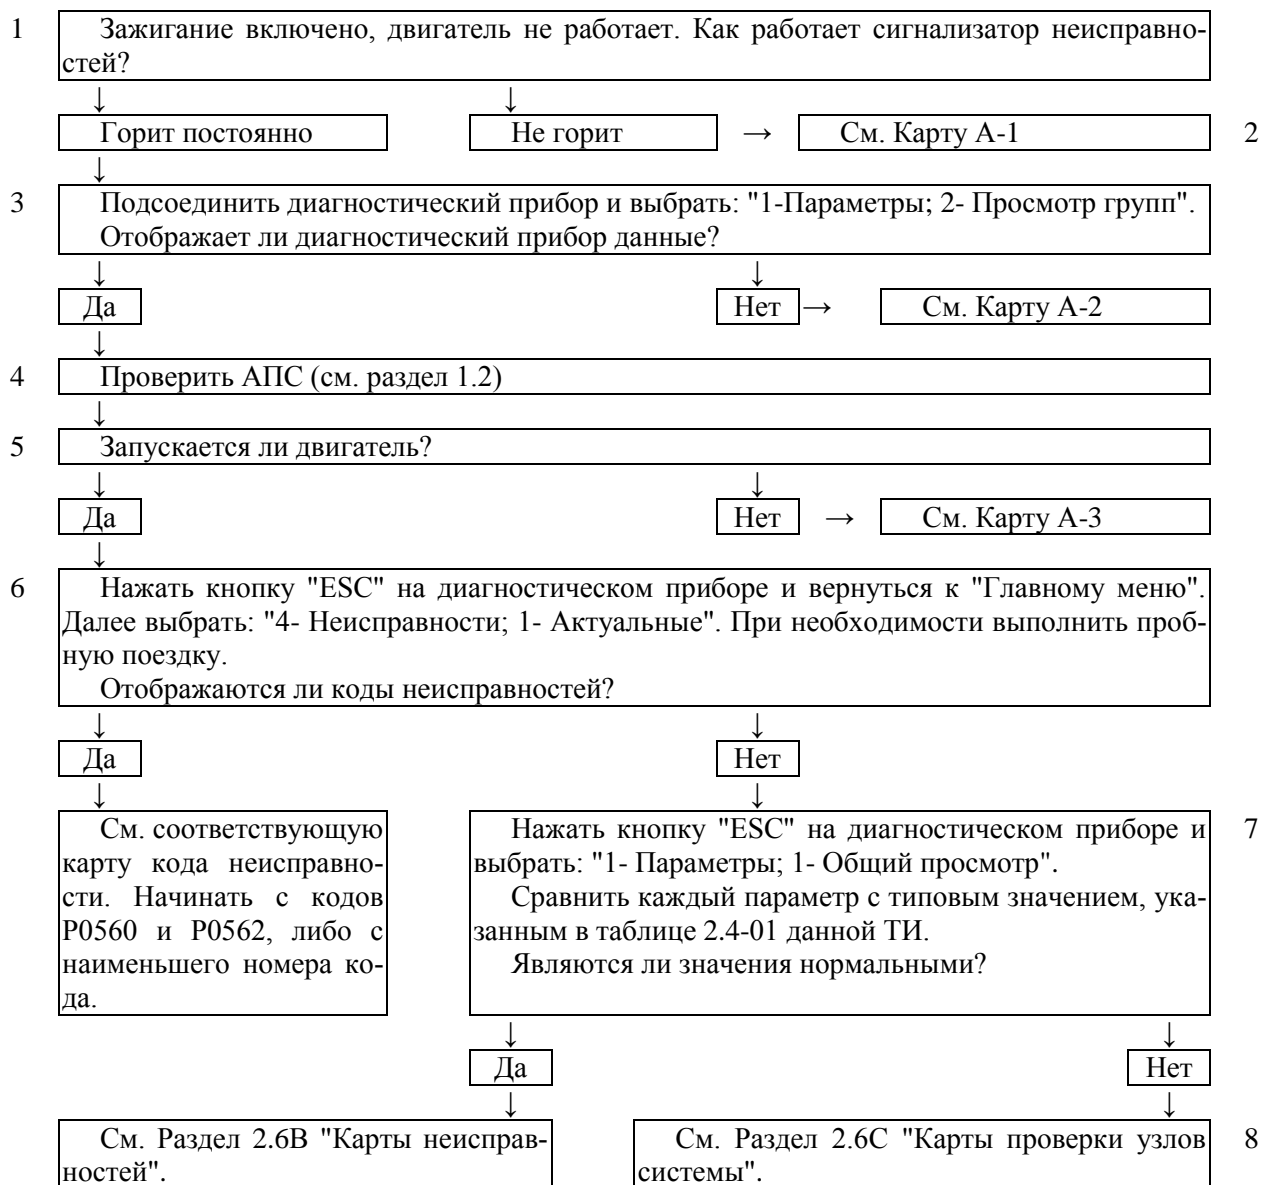 1 Зажигание включено, двигатель не работает. Как работает сигнализатор неисправно-
стей?
↓ ↓
Горит постоянно Не горит → См. Карту А-1 2
↓
3 Подсоединить диагностический прибор и выбрать: "1-Параметры; 2- Просмотр групп".
Отображает ли диагностический прибор данные?
↓ ↓
Да Нет → См. Карту А-2
↓
4 Проверить АПС (см. раздел 1.2)
↓
5 Запускается ли двигатель?
↓ ↓
Да Нет → См. Карту А-3
↓
6 Нажать кнопку "ESC" на диагностическом приборе и вернуться к "Главному меню".
Далее выбрать: "4- Неисправности; 1- Актуальные". При необходимости выполнить проб-
ную поездку.
Отображаются ли коды неисправностей?
↓ ↓
Да Нет
↓ ↓
См. соответствующую
карту кода неисправно-
сти. Начинать с кодов
Р0560 и Р0562, либо с
наименьшего номера ко-
да.
Нажать кнопку "ESC" на диагностическом приборе и 7
выбрать: "1- Параметры; 1- Общий просмотр".
Сравнить каждый параметр с типовым значением, ука-
занным в таблице 2.4-01 данной ТИ.
Являются ли значения нормальными?
↓ ↓
Да Нет
↓ ↓
См. Раздел 2.6В "Карты неисправ-
ностей".
См. Раздел 2.6С "Карты проверки узлов 8
системы".